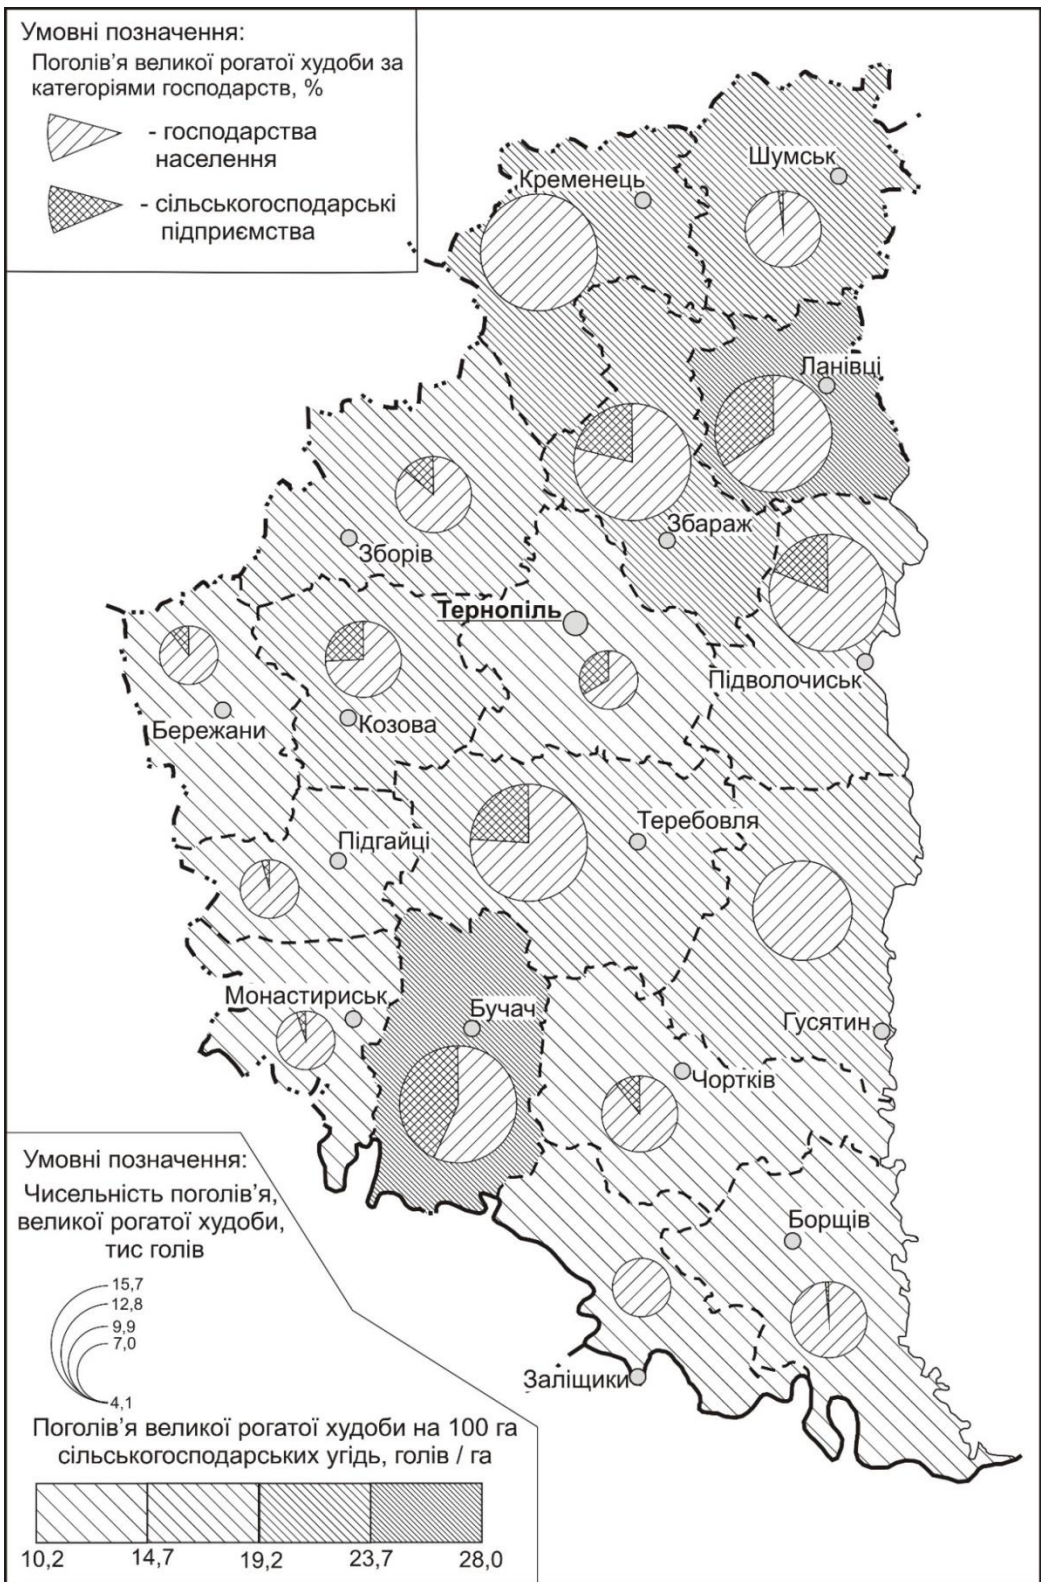 Умовні позначення:
Поголів’я великої рогатої худоби за
категоріями господарств, %
- господарства
населення
- сільськогосподарські
підприємства
Шумськ
Кременець
Ланівці
Збараж
Зборів
Тернопіль
Підволочиськ
Бережани
Козова
Теребовля
Підгайці
Монастириськ
Бучач
Гусятин
Чортків
Борщів
Заліщики
Умовні позначення:
Чисельність поголів’я,
великої рогатої худоби,
тис голів
15,7
12,8
9,9
7,0
4,1
Поголів’я великої рогатої худоби на 100 га
сільськогосподарських угідь, голів / га
10,2 14,7 19,2 23,7 28,0